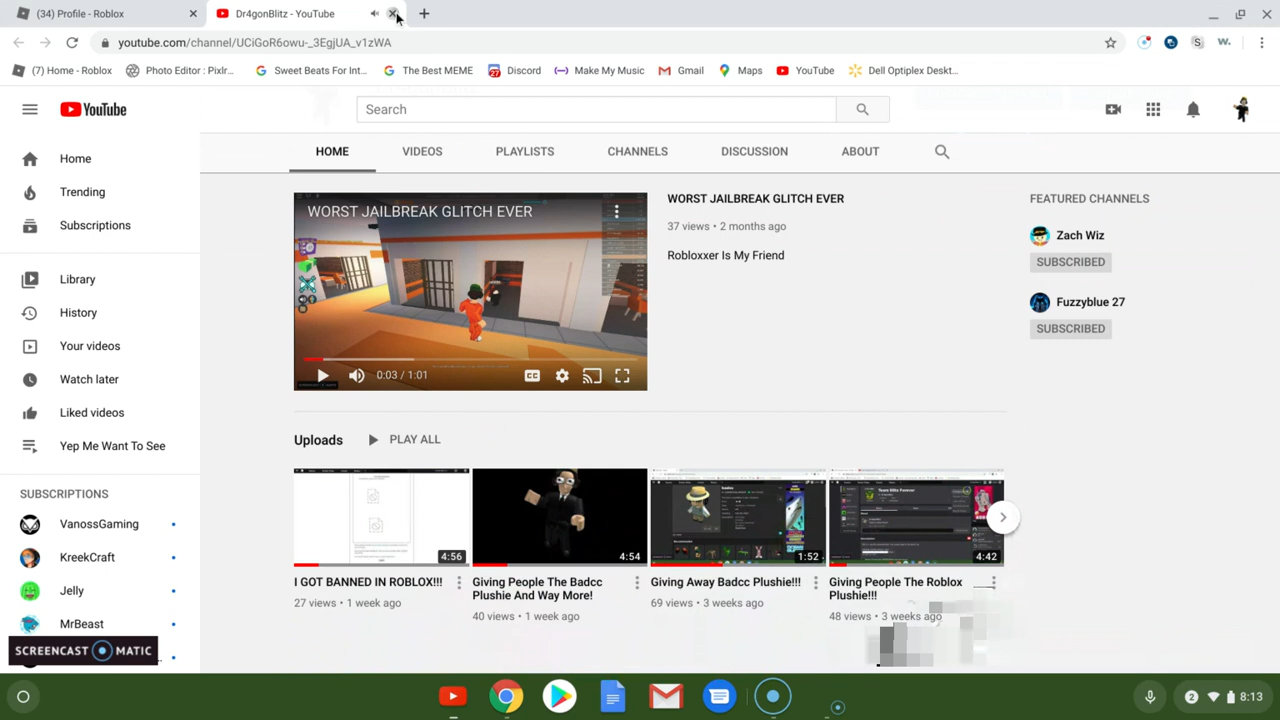 (34) Profile - Roblox
Dr4gonBlitz - YouTube
youtube.com/channel/UCiGoR6owu-_3EgjUA_v1zWA
(7) Home - Roblox
Photo Editor : Pixlr...
Sweet Beats For Int...
The Best MEME
27
Discord
Make My Music
Gmail
Maps
YouTube
Dell Optiplex Deskt...
YouTube
Search
HOME
VIDEOS
PLAYLISTS
CHANNELS
DISCUSSION
ABOUT
Home
Trending
Subscriptions
Library
History
Your videos
Watch later
Liked videos
Yep Me Want To See
SUBSCRIPTIONS
VanossGaming
KreekCraft
Jelly
MrBeast
SCREENCAST MATIC
WORST JAILBREAK GLITCH EVER
0:03 / 1:01
WORST JAILBREAK GLITCH EVER
37 views • 2 months ago
Robloxxer Is My Friend
FEATURED CHANNELS
Zach Wiz
SUBSCRIBED
Fuzzyblue 27
SUBSCRIBED
Uploads
PLAY ALL
4:56
I GOT BANNED IN ROBLOX!!!
27 views • 1 week ago
4:54
Giving People The Badcc
Plushie And Way More!
40 views • 1 week ago
1:52
Giving Away Badcc Plushie!!!
69 views • 3 weeks ago
4:42
Giving People The Roblox
Plushie!!!
48 views • 3 weeks ago
2
8:13